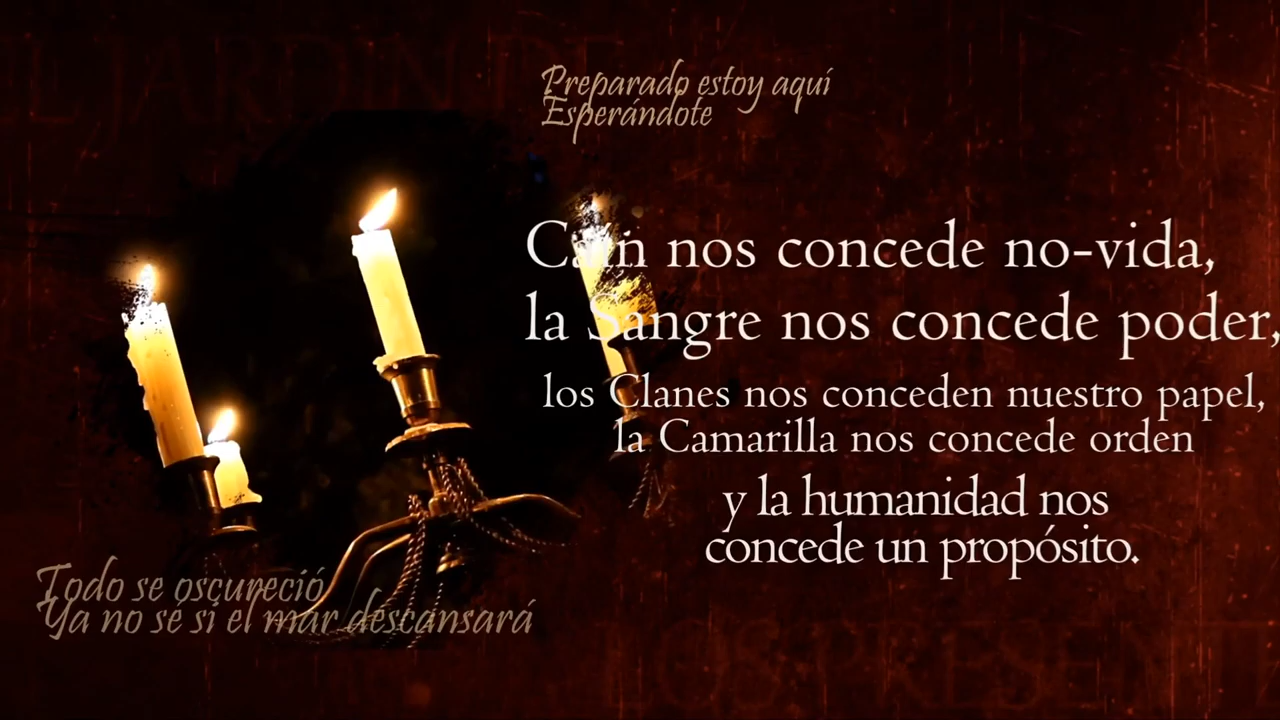 Preparado estoy aquí
Esperándote
Caín nos concede no-vida,
la Sangre nos concede poder,
los Clanes nos conceden nuestro papel,
la Camarilla nos concede orden
y la humanidad nos
concede un propósito.
Todo se oscureció
Ya no sé si el mar descansará